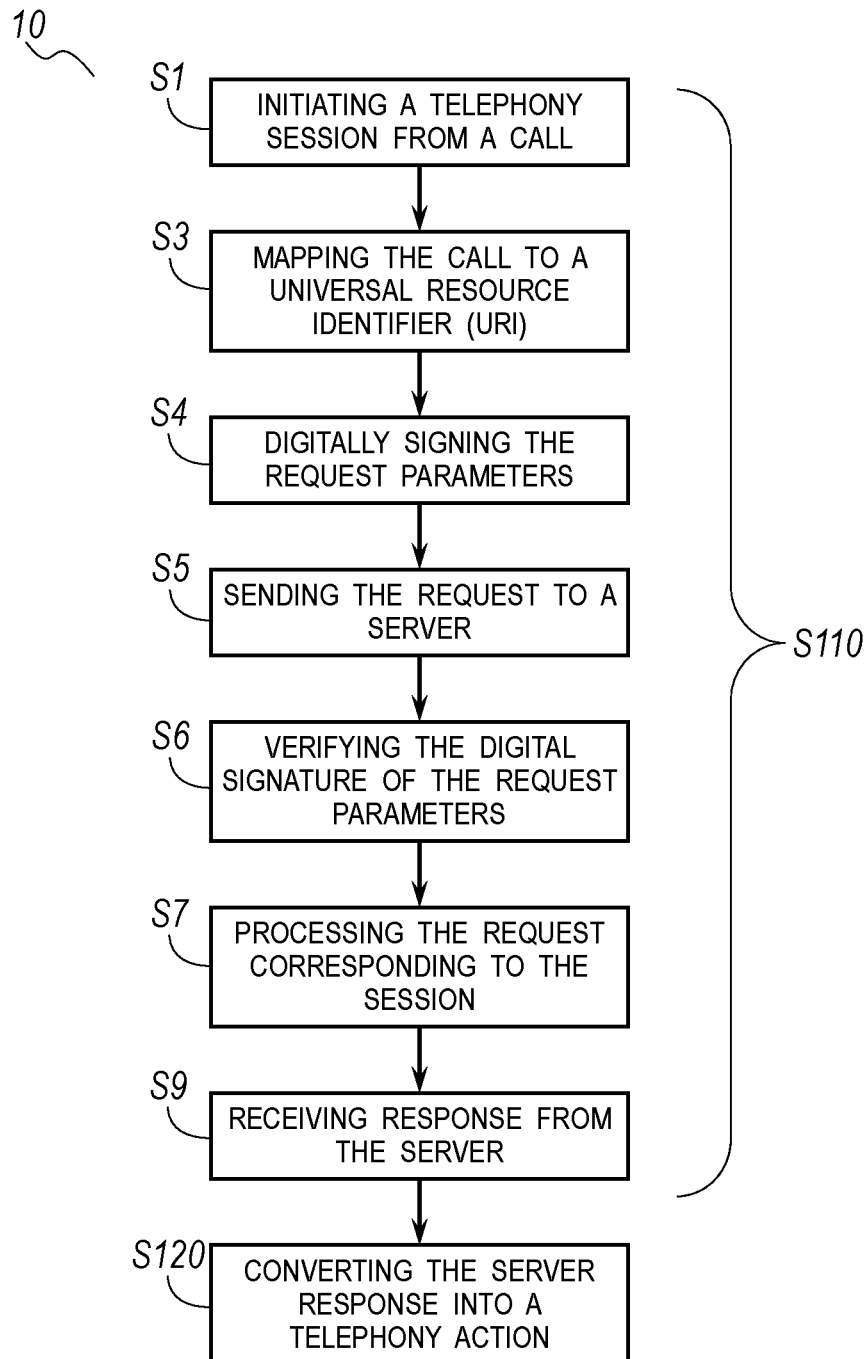 10
S1
INITIATING A TELEPHONY
SESSION FROM A CALL
S3
MAPPING THE CALL TO A
UNIVERSAL RESOURCE
IDENTIFIER (URI)
S4
DIGITALLY SIGNING THE
REQUEST PARAMETERS
S5
SENDING THE REQUEST TO A
SERVER
S110
S6
VERIFYING THE DIGITAL
SIGNATURE OF THE REQUEST
PARAMETERS
S7
PROCESSING THE REQUEST
CORRESPONDING TO THE
SESSION
S9
RECEIVING RESPONSE FROM
THE SERVER
S120
CONVERTING THE SERVER
RESPONSE INTO A
TELEPHONY ACTION